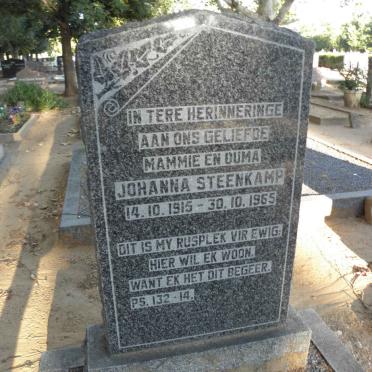 IN TERE HERINNERINGE
AAN ONS GELIEFDE
MAMMIE EN OUMA
JOHANNA STEENKAMP
14.10.1915 - 30.10.1965
DIT IS MY RUSPLEK VIR EWIG.
HIER WIL EK WOON,
WANT EK HET DIT BEGEER.
PS. 132-14.